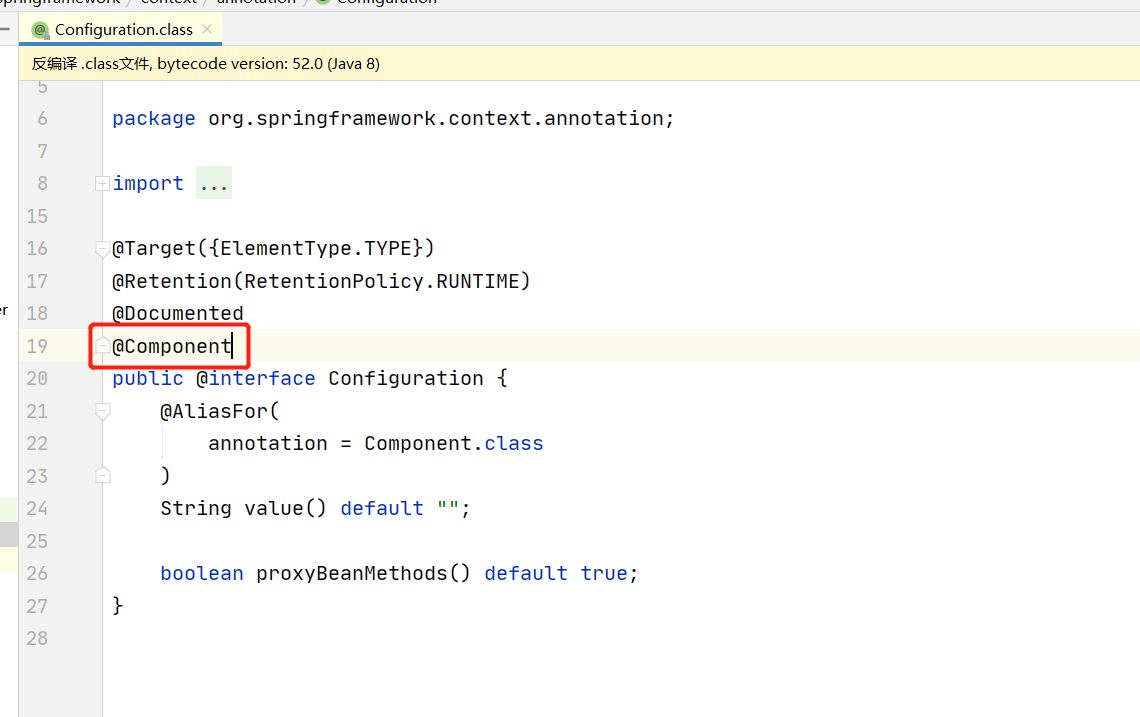 springframework / context / annotation / Configuration
Configuration.class
反编译 .class文件, bytecode version: 52.0 (Java 8)
5
6 package org.springframework.context.annotation;
7
8 import ...
15
16 @Target({ElementType.TYPE})
17 @Retention(RetentionPolicy.RUNTIME)
18 @Documented
19 @Component
20 public @interface Configuration {
21 @AliasFor(
22 annotation = Component.class
23 )
24 String value() default "";
25
26 boolean proxyBeanMethods() default true;
27 }
28